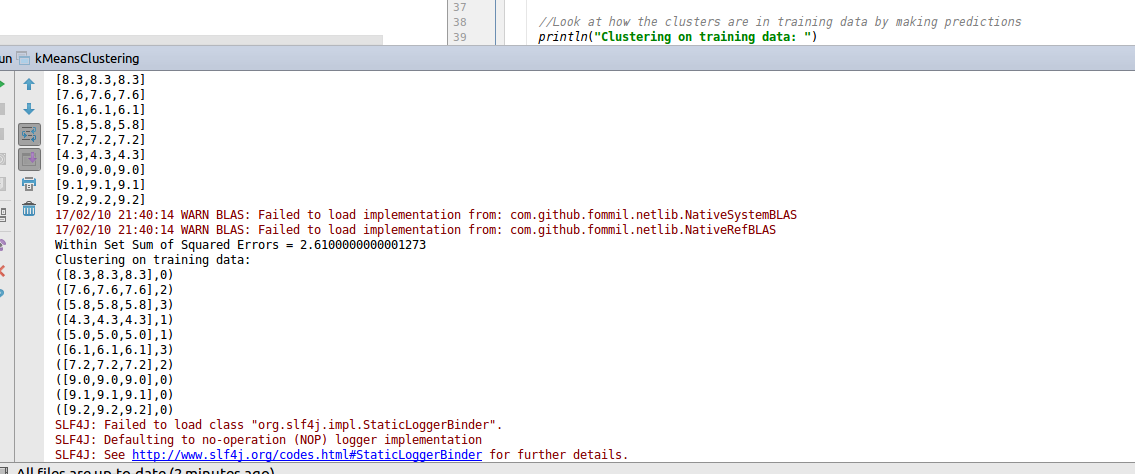 37
38 //Look at how the clusters are in training data by making predictions
39 println("Clustering on training data: ")
un kMeansClustering
[8.3,8.3,8.3]
[7.6,7.6,7.6]
[6.1,6.1,6.1]
[5.8,5.8,5.8]
[7.2,7.2,7.2]
[4.3,4.3,4.3]
[9.0,9.0,9.0]
[9.1,9.1,9.1]
[9.2,9.2,9.2]
17/02/10 21:40:14 WARN BLAS: Failed to load implementation from: com.github.fommil.netlib.NativeSystemBLAS
17/02/10 21:40:14 WARN BLAS: Failed to load implementation from: com.github.fommil.netlib.NativeRefBLAS
Within Set Sum of Squared Errors = 2.6100000000001273
Clustering on training data:
([8.3,8.3,8.3],0)
([7.6,7.6,7.6],2)
([5.8,5.8,5.8],3)
([4.3,4.3,4.3],1)
([5.0,5.0,5.0],1)
([6.1,6.1,6.1],3)
([7.2,7.2,7.2],2)
([9.0,9.0,9.0],0)
([9.1,9.1,9.1],0)
([9.2,9.2,9.2],0)
SLF4J: Failed to load class "org.slf4j.impl.StaticLoggerBinder".
SLF4J: Defaulting to no-operation (NOP) logger implementation
SLF4J: See http://www.slf4j.org/codes.html#StaticLoggerBinder for further details.
All files are up-to-date (2 minutes ago)